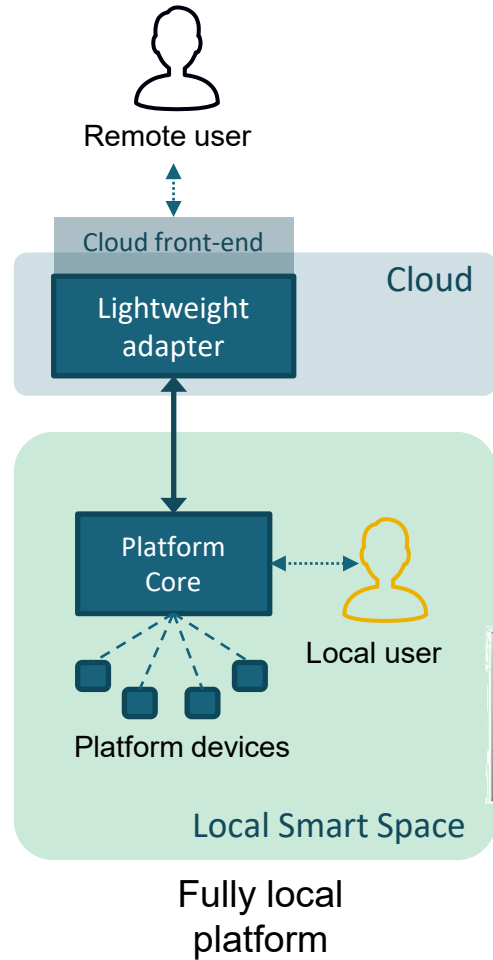 Remote user
Cloud front-end
Cloud
Lightweight
adapter
Platform
Core
Local user
Platform devices
Local Smart Space
Fully local
platform